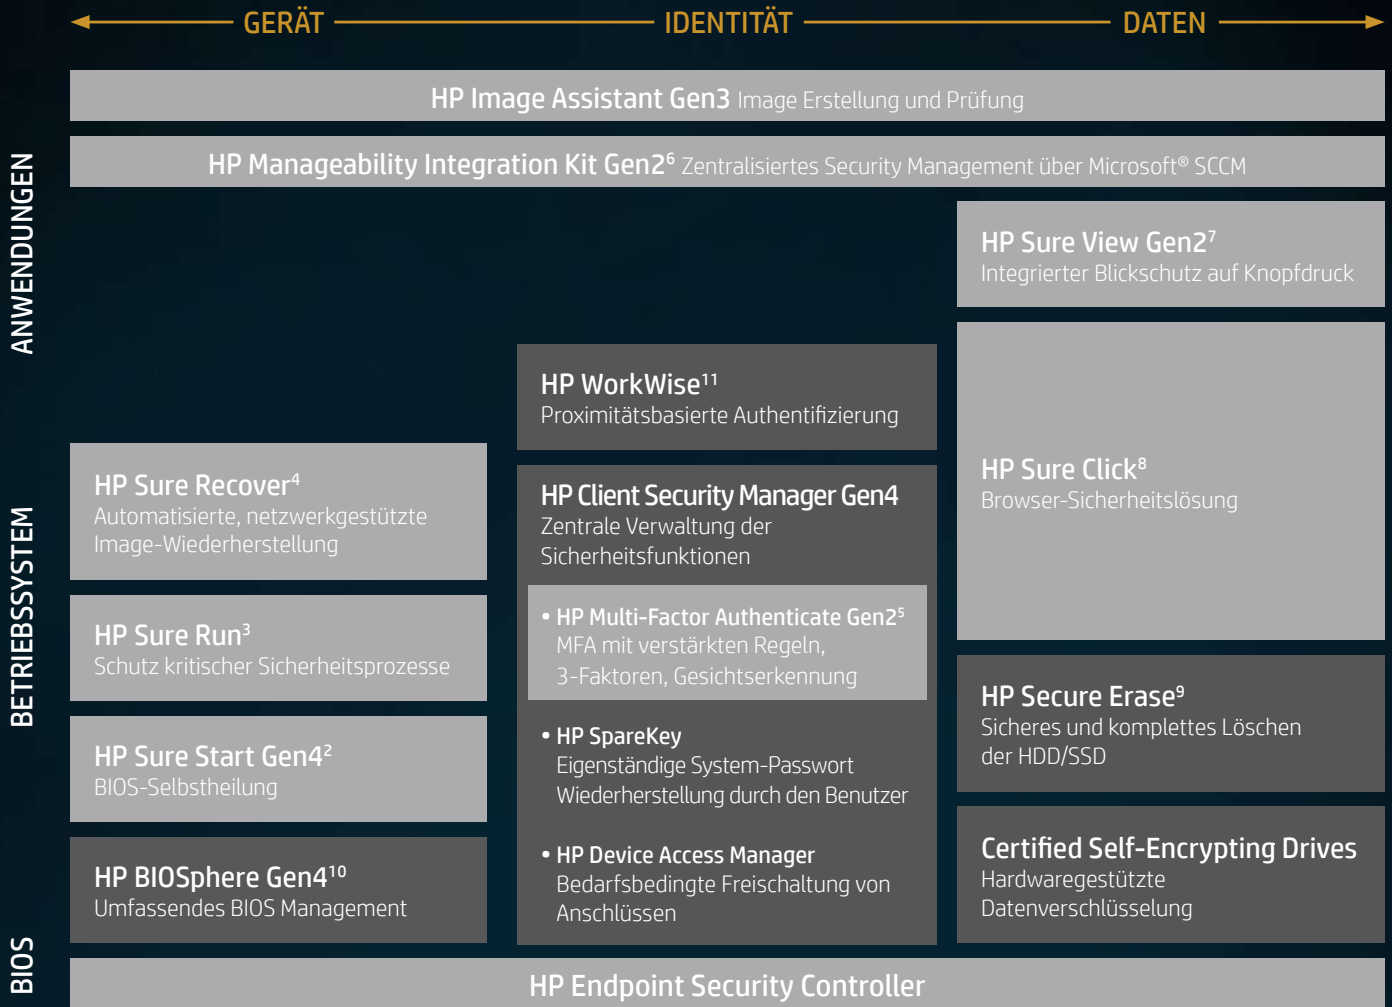 GERÄT
IDENTITÄT
DATEN
ANWENDUNGEN
BETRIEBSSYSTEM
BIOS
HP Image Assistant Gen3 Image Erstellung und Prüfung
HP Manageability Integration Kit Gen2⁶ Zentralisiertes Security Management über Microsoft® SCCM
HP Sure Recover⁴
Automatisierte, netzwerkgestützte
Image-Wiederherstellung
HP Sure Run³
Schutz kritischer Sicherheitsprozesse
HP Sure Start Gen4²
BIOS-Selbstheilung
HP BIOSphere Gen4¹⁰
Umfassendes BIOS Management
HP WorkWise¹¹
Proximitätsbasierte Authentifizierung
HP Client Security Manager Gen4
Zentrale Verwaltung der
Sicherheitsfunktionen
• HP Multi-Factor Authenticate Gen2⁵
MFA mit verstärkten Regeln,
3-Faktoren, Gesichtserkennung
• HP SpareKey
Eigenständige System-Passwort
Wiederherstellung durch den Benutzer
• HP Device Access Manager
Bedarfsbedingte Freischaltung von
Anschlüssen
HP Sure View Gen2⁷
Integrierter Blickschutz auf Knopfdruck
HP Sure Click⁸
Browser-Sicherheitslösung
HP Secure Erase⁹
Sicheres und komplettes Löschen
der HDD/SSD
Certified Self-Encrypting Drives
Hardwaregestützte
Datenverschlüsselung
HP Endpoint Security Controller